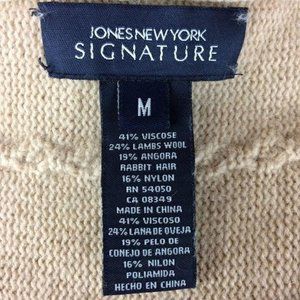 JONES NEW YORK
SIGNATURE
M
41% VISCOSE
24% LAMBS WOOL
19% ANGORA
RABBIT HAIR
16% NYLON
RN 54050
CA 08349
MADE IN CHINA
41% VISCOSO
24% LANA DE OVEJA
19% PELO DE
CONEJO DE ANGORA
16% NILON
POLIAMIDA
HECHO EN CHINA